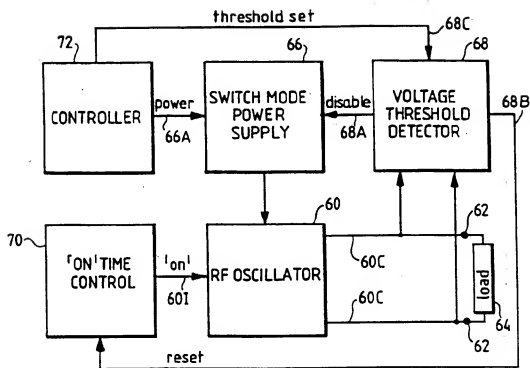 threshold set
72
66
68C
68
CONTROLLER
power
66A
SWITCH MODE
POWER
SUPPLY
disable
68A
VOLTAGE
THRESHOLD
DETECTOR
68B
70
60
62
'ON' TIME
CONTROL
'on'
60I
RF OSCILLATOR
60C
60C
load
64
62
reset